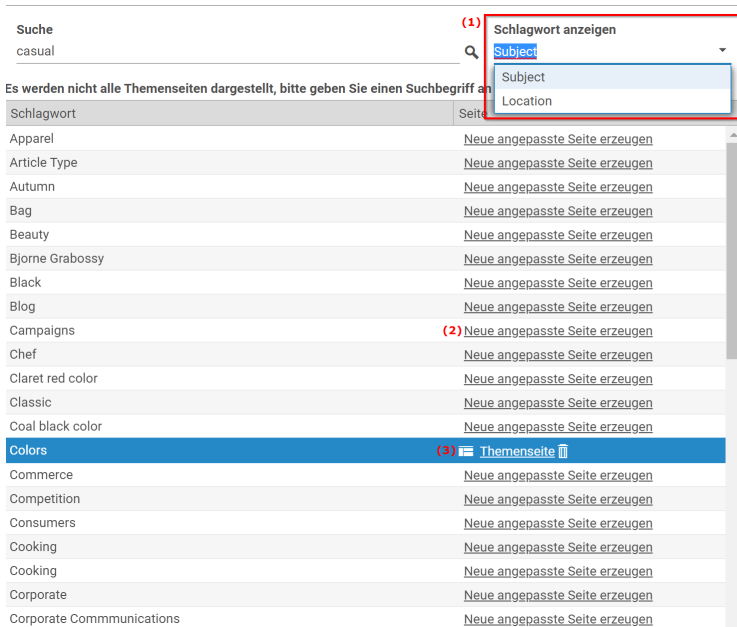 (1)
Suche
Schlagwort anzeigen
casual
Subject
Subject
Location
Es werden nicht alle Themenseiten dargestellt, bitte geben Sie einen Suchbegriff an
Schlagwort Seite
Apparel Neue angepasste Seite erzeugen
Article Type Neue angepasste Seite erzeugen
Autumn Neue angepasste Seite erzeugen
Bag Neue angepasste Seite erzeugen
Beauty Neue angepasste Seite erzeugen
Bjorne Grabossy Neue angepasste Seite erzeugen
Black Neue angepasste Seite erzeugen
Blog Neue angepasste Seite erzeugen
Campaigns (2) Neue angepasste Seite erzeugen
Chef Neue angepasste Seite erzeugen
Claret red color Neue angepasste Seite erzeugen
Classic Neue angepasste Seite erzeugen
Coal black color Neue angepasste Seite erzeugen
Colors (3) Themenseite
Commerce Neue angepasste Seite erzeugen
Competition Neue angepasste Seite erzeugen
Consumers Neue angepasste Seite erzeugen
Cooking Neue angepasste Seite erzeugen
Cooking Neue angepasste Seite erzeugen
Corporate Neue angepasste Seite erzeugen
Corporate Commmunications Neue angepasste Seite erzeugen